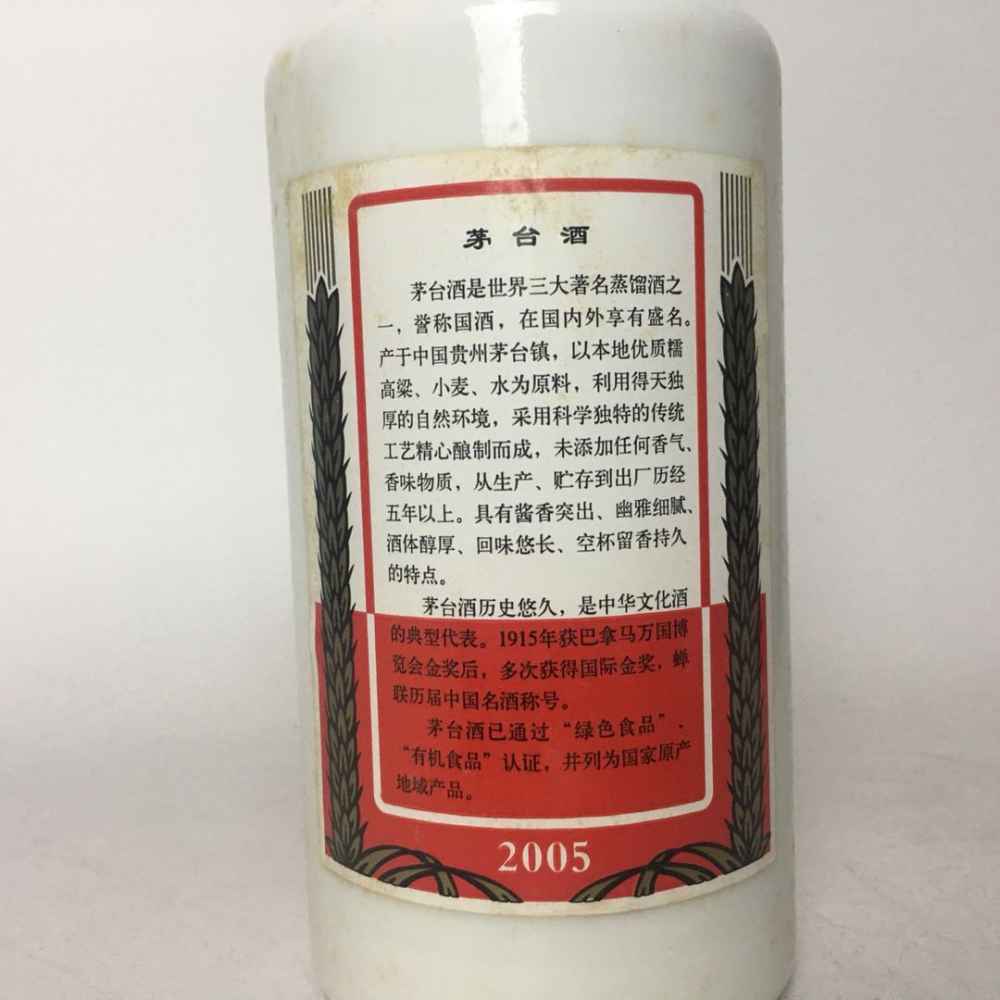 茅台酒
茅台酒是世界三大著名蒸馏酒之
一，誉称国酒，在国内外享有盛名。
产于中国贵州茅台镇，以本地优质糯
高粱、小麦、水为原料，利用得天独
厚的自然环境，采用科学独特的传统
工艺精心酿制而成，未添加任何香气、
香味物质，从生产、贮存到出厂历经
五年以上。具有酱香突出、幽雅细腻、
酒体醇厚、回味悠长、空杯留香持久
的特点。
茅台酒历史悠久，是中华文化酒
的典型代表。1915年获巴拿马万国博
览会金奖后，多次获得国际金奖，蝉
联历届中国名酒称号。
茅台酒已通过“绿色食品”、
“有机食品”认证，并列为国家原产
地域产品。
2005